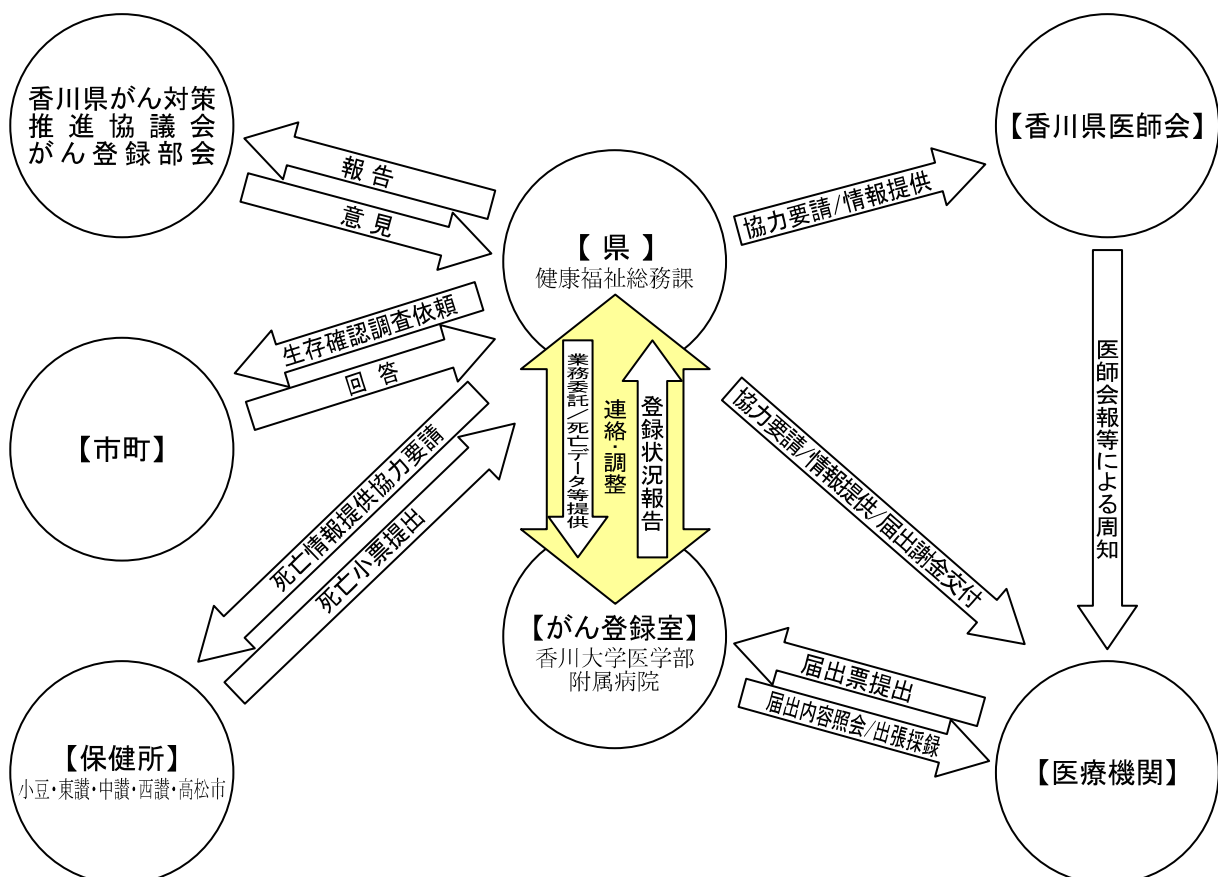 香川県がん対策
推進協議会
がん登録部会
【香川県医師会】
報告
意見
協力要請/情報提供
【県】
健康福祉総務課
生存確認調査依頼
回答
【市町】
業務委託/死亡データ等提供
連絡・調整
登録状況報告
医師会報等による周知
死亡情報提供協力要請
死亡小票提出
協力要請/情報提供/届出謝金交付
【がん登録室】
香川大学医学部
附属病院
届出票提出
届出内容照会/出張採録
【保健所】
小豆・東讃・中讃・西讃・高松市
【医療機関】